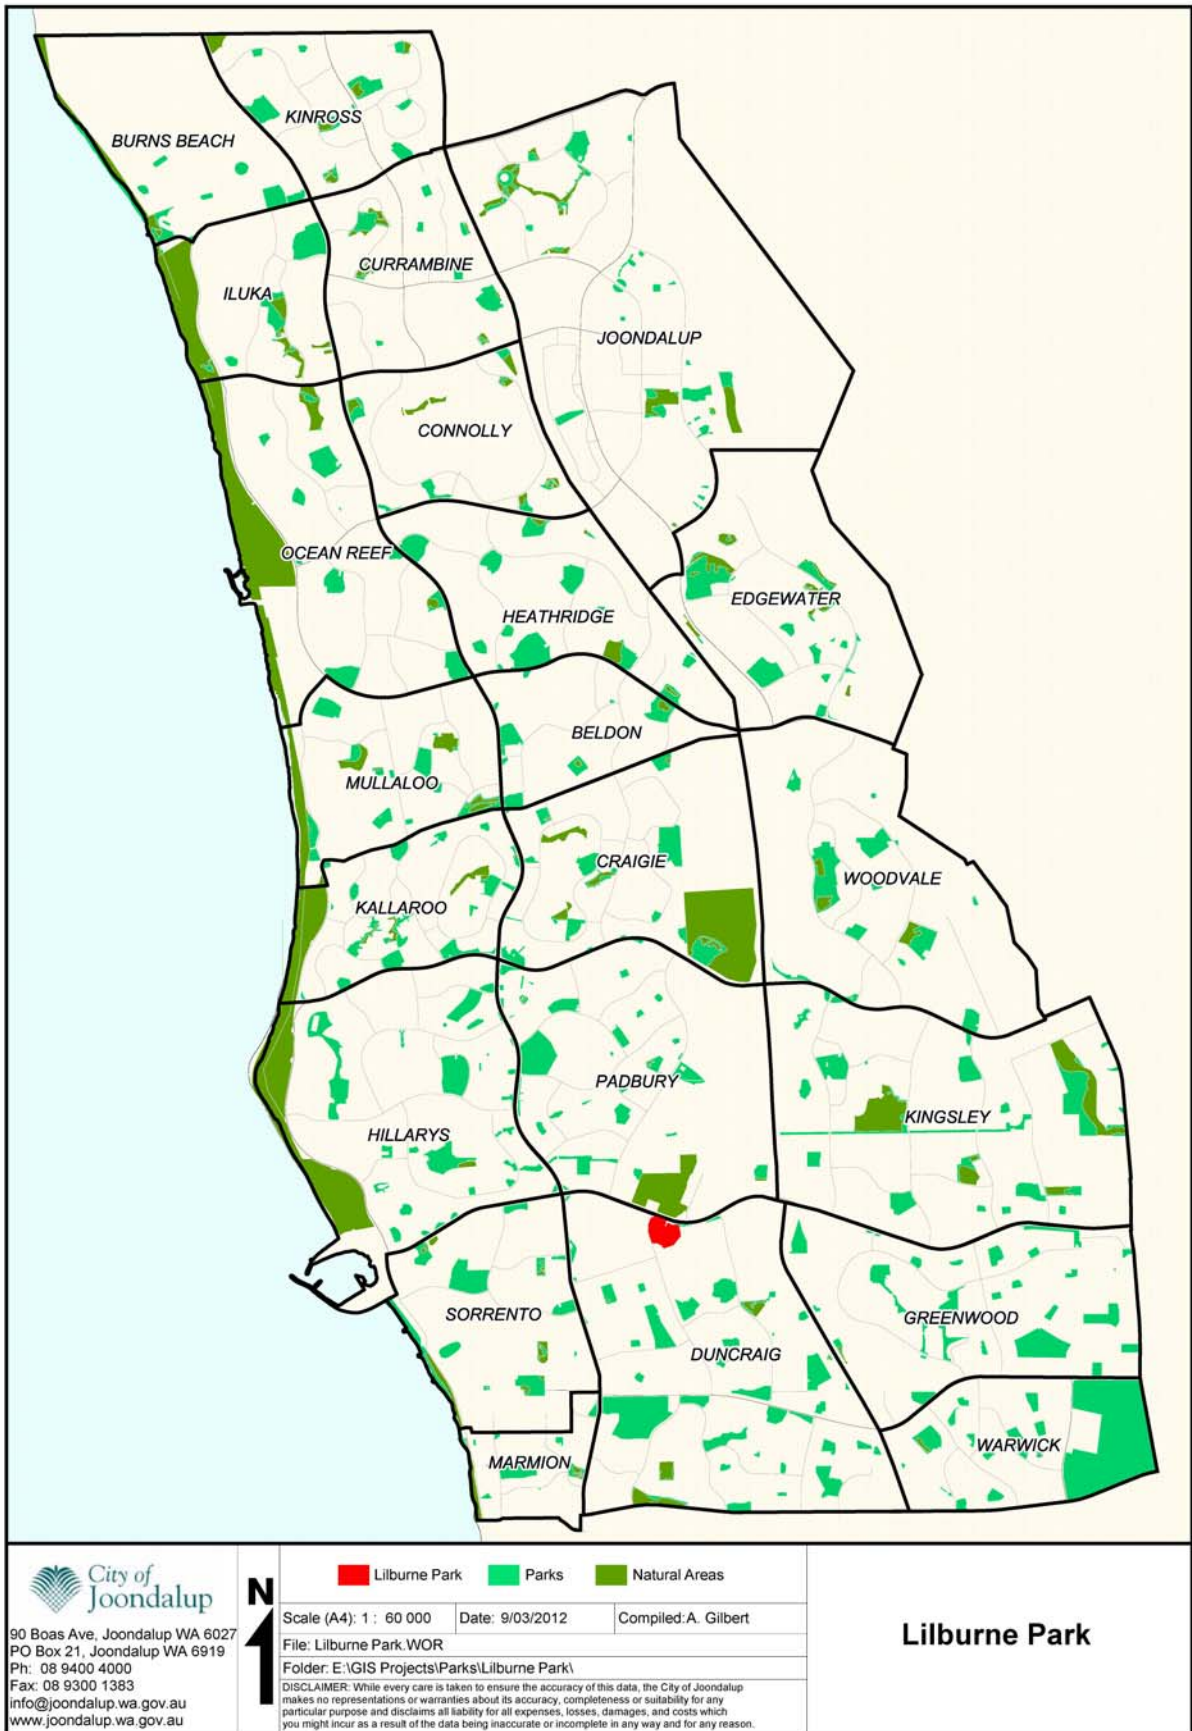 KINROSS
BURNS BEACH
CURRAMBINE
ILUKA
JOONDALUP
CONNOLLY
OCEAN REEF
EDGEWATER
HEATHRIDGE
BELDON
MULLALOO
CRAIGIE
WOODVALE
KALLAROO
PADBURY
KINGSLEY
HILLARYS
SORRENTO
GREENWOOD
DUNCRAIG
WARWICK
MARMION
City of
Joondalup
90 Boas Ave, Joondalup WA 6027
PO Box 21, Joondalup WA 6919
Ph: 08 9400 4000
Fax: 08 9300 1383
info@joondalup.wa.gov.au
www.joondalup.wa.gov.au
N
Lilburne Park Parks Natural Areas
Scale (A4): 1 : 60 000 Date: 9/03/2012 Compiled: A. Gilbert
File: Lilburne Park.WOR
Folder: E:\GIS Projects\Parks\Lilburne Park\
DISCLAIMER: While every care is taken to ensure the accuracy of this data, the City of Joondalup
makes no representations or warranties about its accuracy, completeness or suitability for any
particular purpose and disclaims all liability for all expenses, losses, damages, and costs which
you might incur as a result of the data being inaccurate or incomplete in any way and for any reason.
Lilburne Park